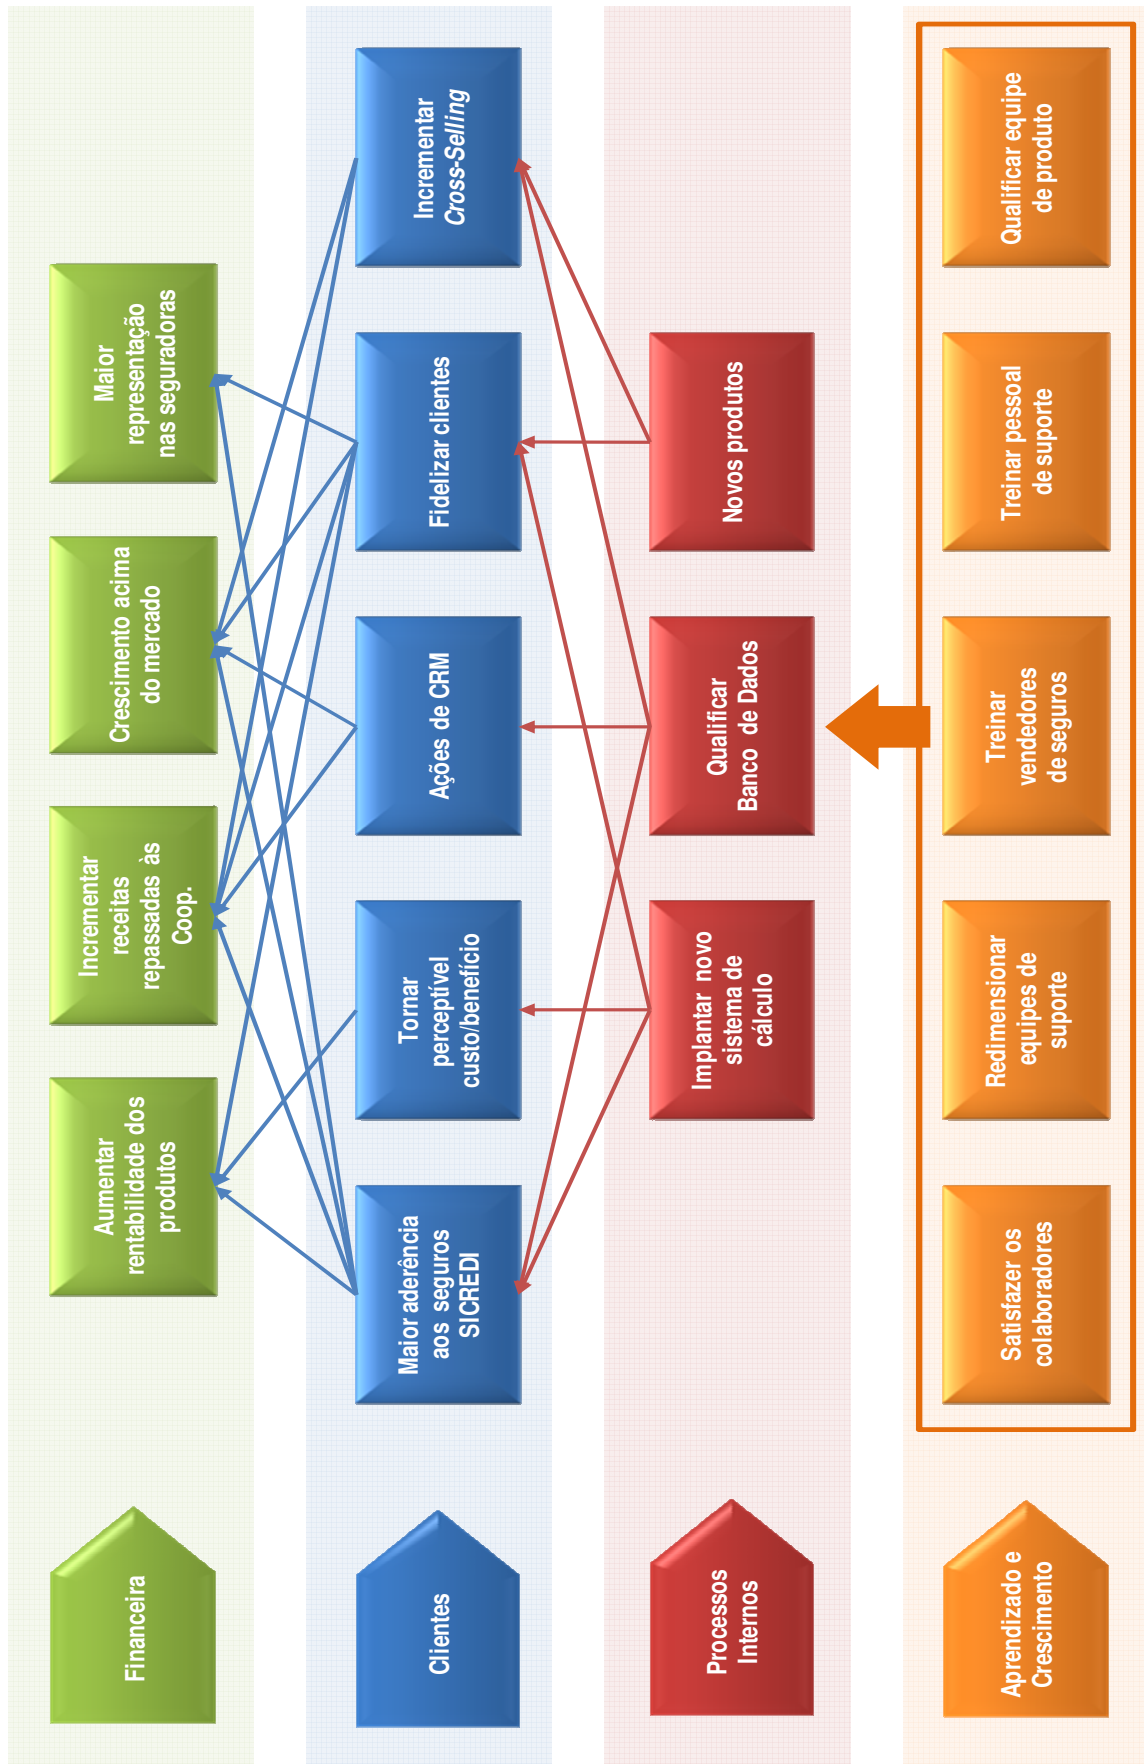 Financeira
Aumentar
rentabilidade dos
produtos
Incrementar
receitas
repassadas às
Coop.
Crescimento acima
do mercado
Maior
representação
nas seguradoras
Clientes
Maior aderência
aos seguros
SICREDI
Tornar
perceptível
custo/benefício
Ações de CRM
Fidelizar clientes
Incrementar
Cross-Selling
Processos
Internos
Implantar novo
sistema de
cálculo
Qualificar
Banco de Dados
Novos produtos
Aprendizado e
Crescimento
Satisfazer os
colaboradores
Redimensionar
equipes de
suporte
Treinar
vendedores
de seguros
Treinar pessoal
de suporte
Qualificar equipe
de produto